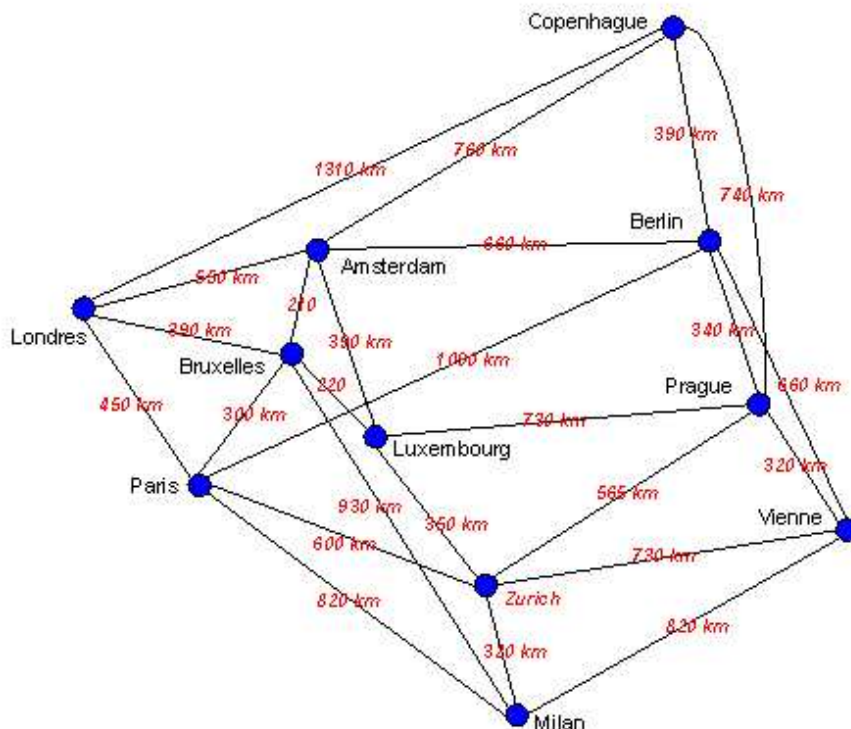 Copenhague
1310 km
760 km
390 km
740 km
Berlin
660 km
Amsterdam
550 km
210
Londres
390 km
390 km
1000 km
340 km
Bruxelles
220
660 km
Prague
450 km
300 km
730 km
Luxembourg
320 km
Paris
930 km
350 km
565 km
Vienne
600 km
730 km
Zurich
820 km
820 km
320 km
Milan